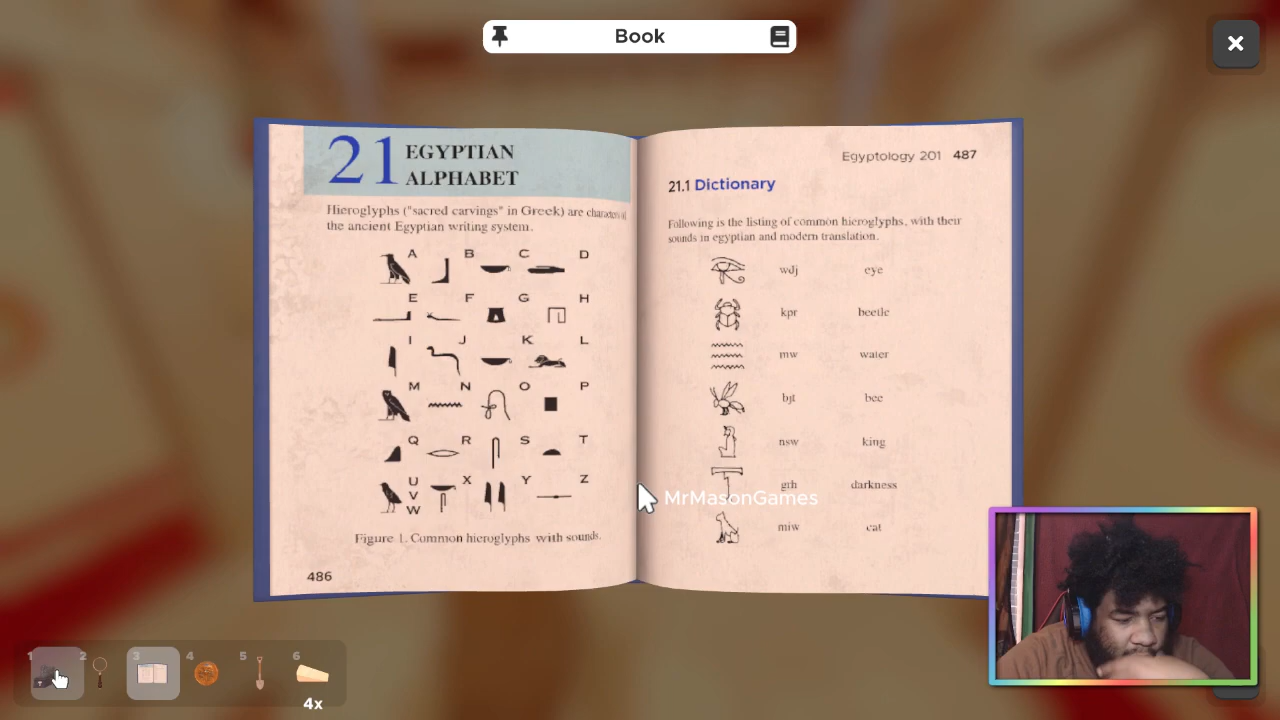 Book
21 EGYPTIAN
ALPHABET
Hieroglyphs ("sacred carvings" in Greek) are characters of
the ancient Egyptian writing system.
A B C D
E F G H
I J K L
M N O P
Q R S T
U V W X Y Z
Figure 1. Common hieroglyphs with sounds.
486
Egyptology 201 487
21.1 Dictionary
Following is the listing of common hieroglyphs, with their
sounds in egyptian and modern translation.
wdj eye
kpr beetle
mw water
bjt bee
nsw king
grh darkness
miw cat
MrMasonGames
1 2 3 4 5 6
4x